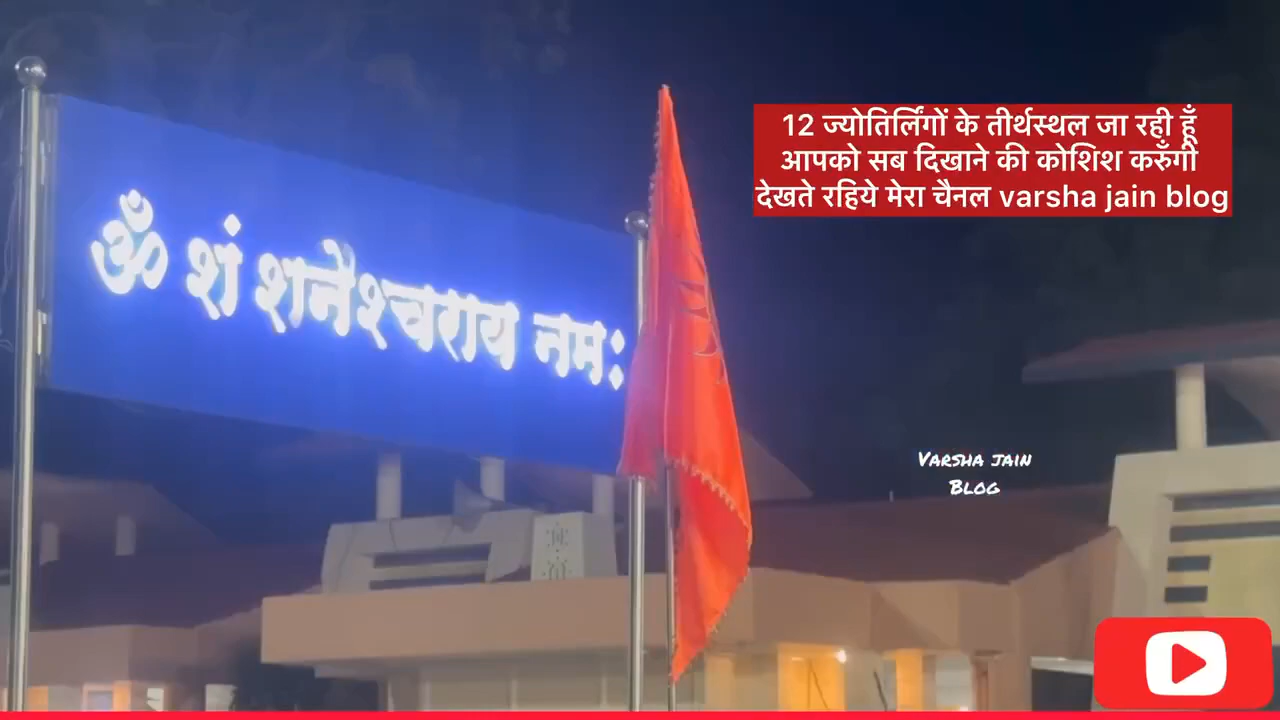 ॐ शं शनैश्चराय नमः
12 ज्योतिर्लिंगों के तीर्थस्थल जा रही हूँ
आपको सब दिखाने की कोशिश करुँगी
देखते रहिये मेरा चैनल varsha jain blog
Varsha jain
Blog